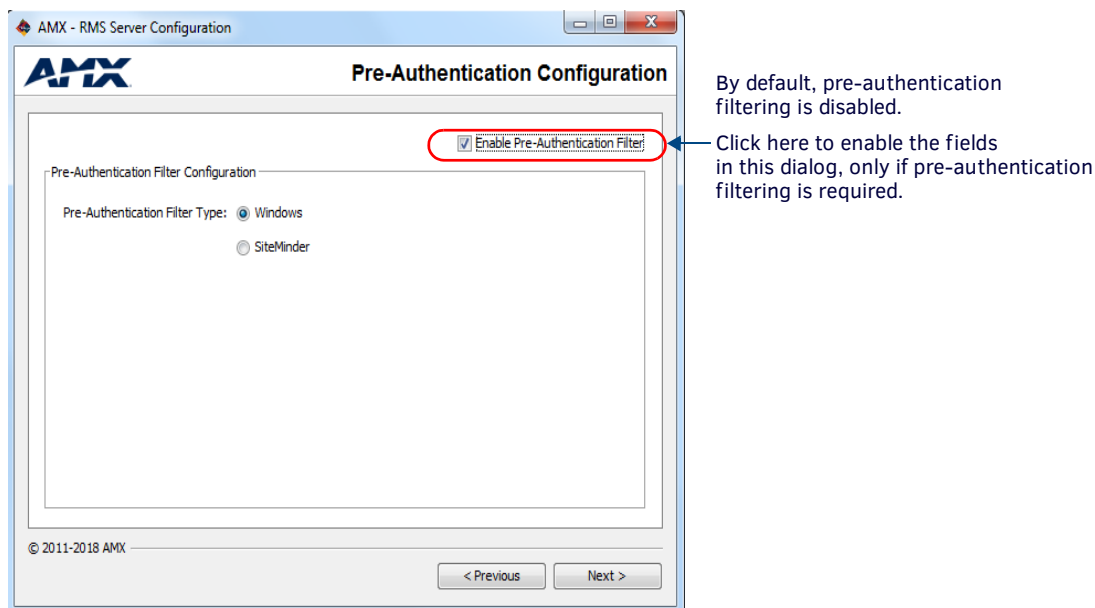 AMX - RMS Server Configuration
AMX
Pre-Authentication Configuration
Enable Pre-Authentication Filter
Pre-Authentication Filter Configuration
Pre-Authentication Filter Type:
Windows
SiteMinder
© 2011-2018 AMX
< Previous
Next >
By default, pre-authentication
filtering is disabled.
Click here to enable the fields
in this dialog, only if pre-authentication
filtering is required.